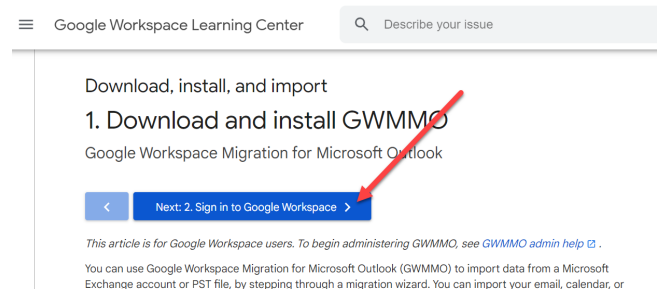 Google Workspace Learning Center
Describe your issue
Download, install, and import
1. Download and install GWMMO
Google Workspace Migration for Microsoft Outlook
Next: 2. Sign in to Google Workspace
This article is for Google Workspace users. To begin administering GWMMO, see GWMMO admin help .
You can use Google Workspace Migration for Microsoft Outlook (GWMMO) to import data from a Microsoft
Exchange account or PST file, by stepping through a migration wizard. You can import your email, calendar, or